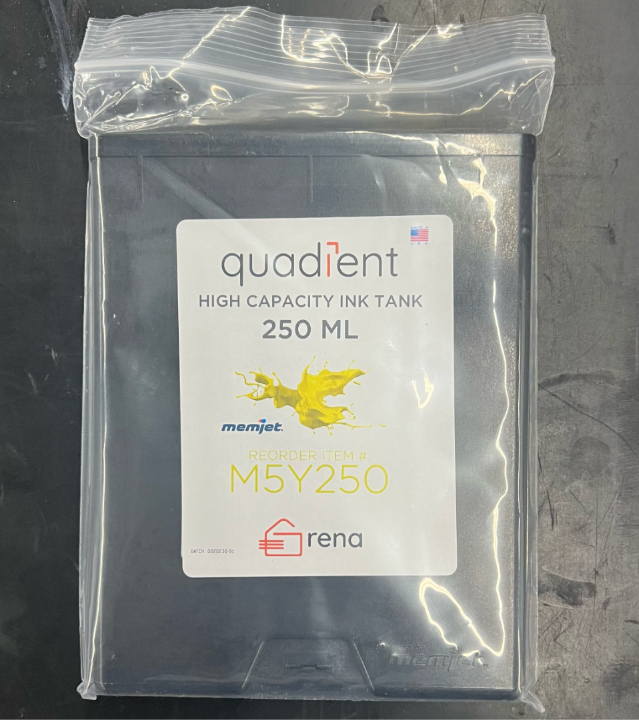 quadient
HIGH CAPACITY INK TANK
250 ML
memjet.
REORDER ITEM #
M5Y250
rena
memjet